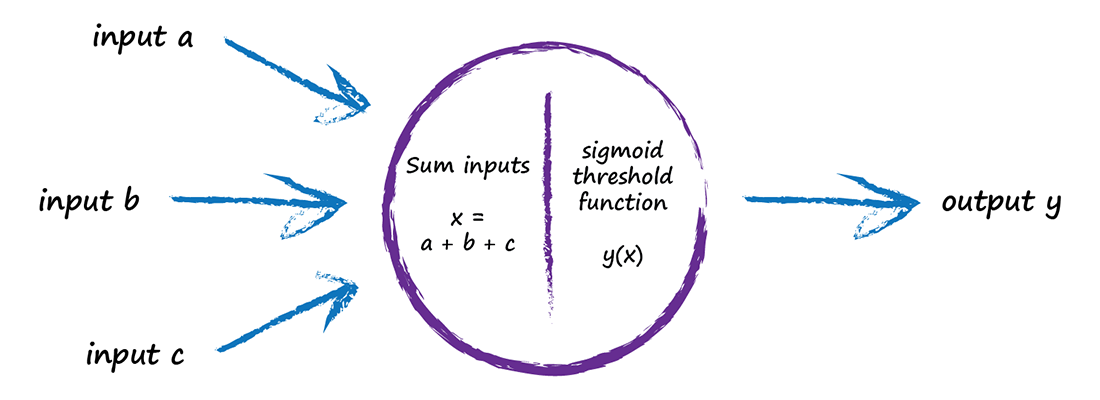 input a
input b
input c
Sum inputs
x =
a + b + c
sigmoid
threshold
function
y(x)
output y